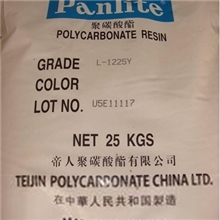 Panlite
聚碳酸酯
POLYCARBONATE RESIN
GRADE L-1225Y
COLOR
LOT NO. U5E11117
NET 25 KGS
帝人聚碳酸酯有限公司
TEIJIN POLYCARBONATE CHINA LTD.
在中華人民共和国製造